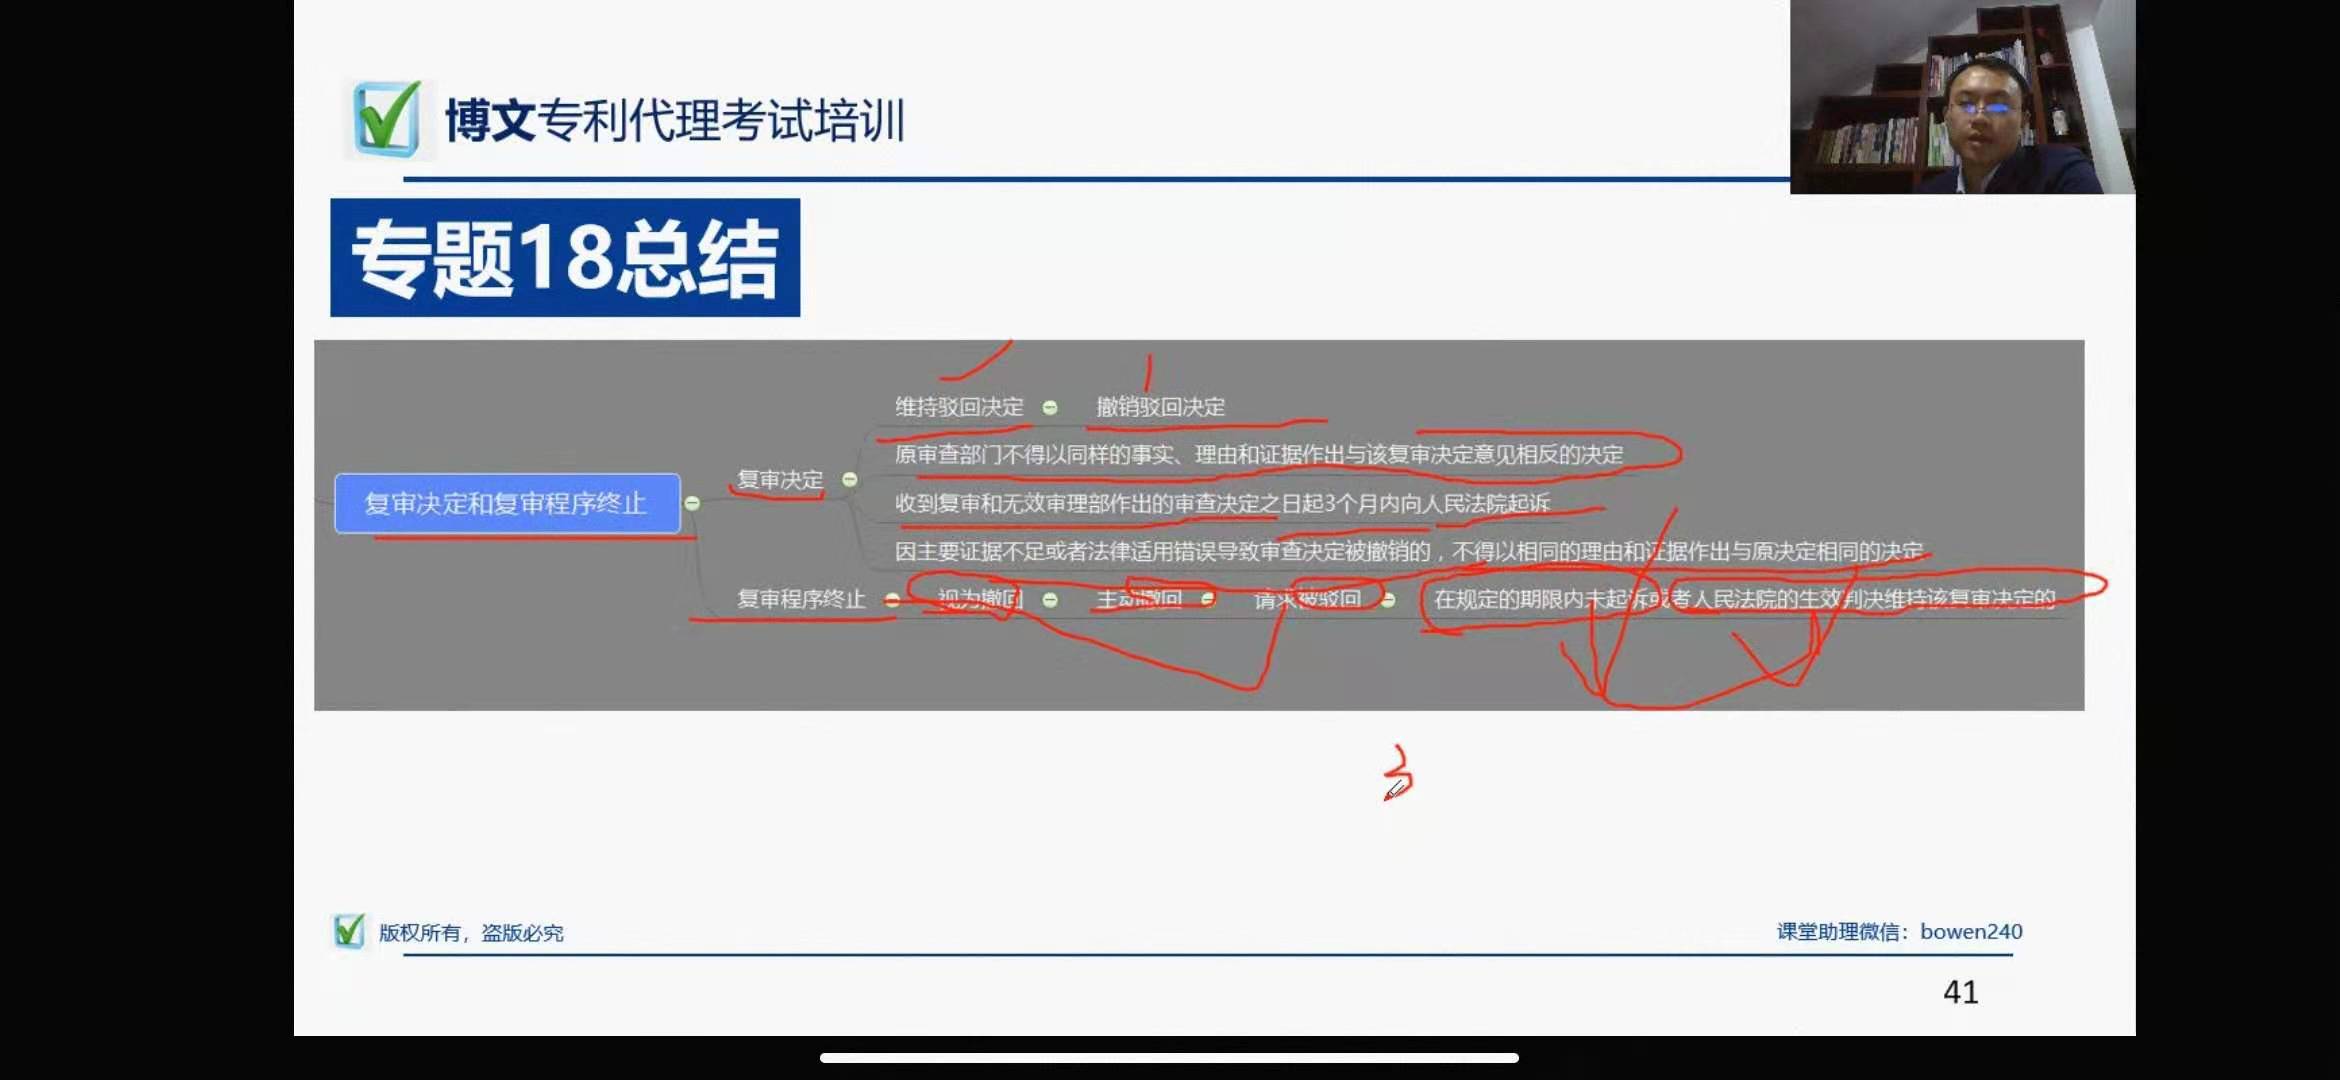 博文专利代理考试培训
专题18总结
维持驳回决定 撤销驳回决定
原审查部门不得以同样的事实、理由和证据作出与该复审决定意见相反的决定
复审决定
复审决定和复审程序终止
收到复审和无效审理部作出的审查决定之日起3个月内向人民法院起诉
因主要证据不足或者法律适用错误导致审查决定被撤销的，不得以相同的理由和证据作出与原决定相同的决定
复审程序终止 视为撤回 主动撤回 请求被驳回 在规定的期限内未起诉或者人民法院的生效判决维持该复审决定的
3
版权所有，盗版必究
课堂助理微信：bowen240
41